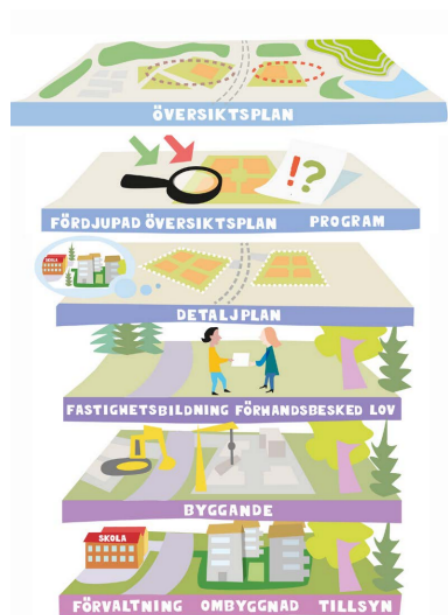 ÖVERSIKTSPLAN
!?
FÖRDJUPAD ÖVERSIKTSPLAN PROGRAM
SKOLA
DETALJPLAN
FASTIGHETSBILDNING FÖRHANDSBESKED LOV
BYGGANDE
SKOLA
FÖRVALTNING OMBYGGNAD TILLSYN